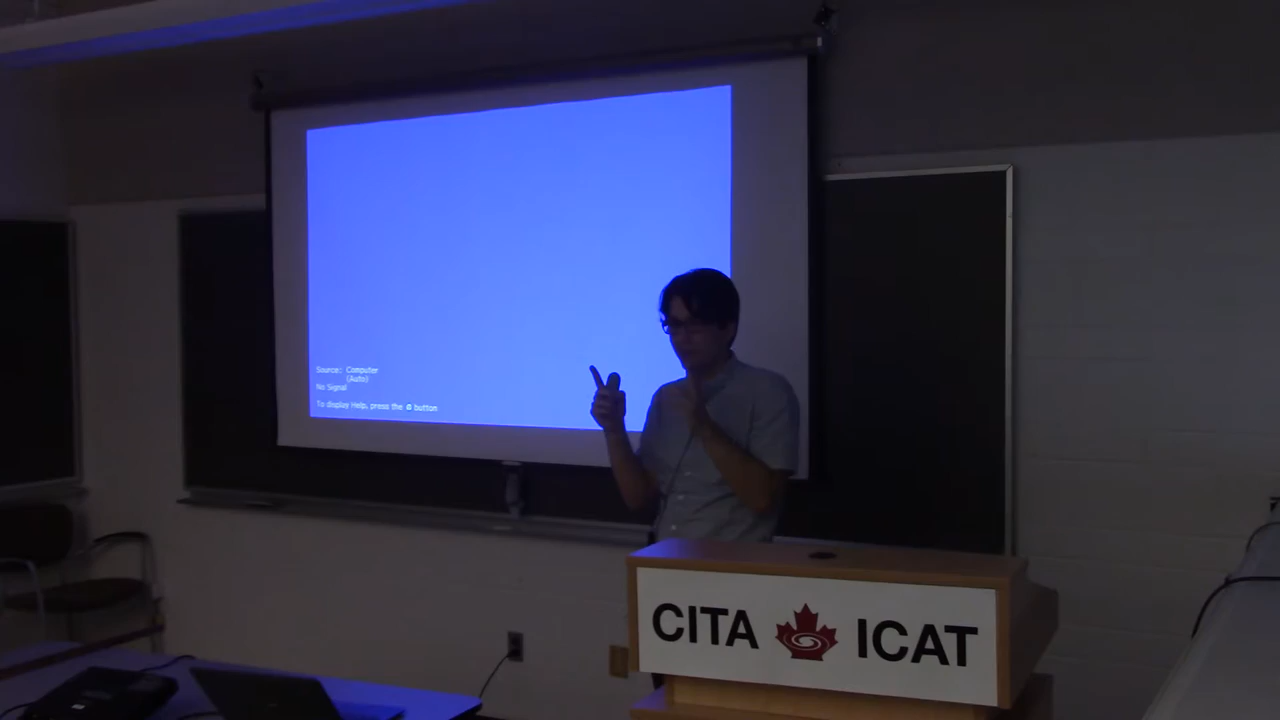 Source: Computer
(Auto)
No Signal
To display Help, press the button
CITA ICAT